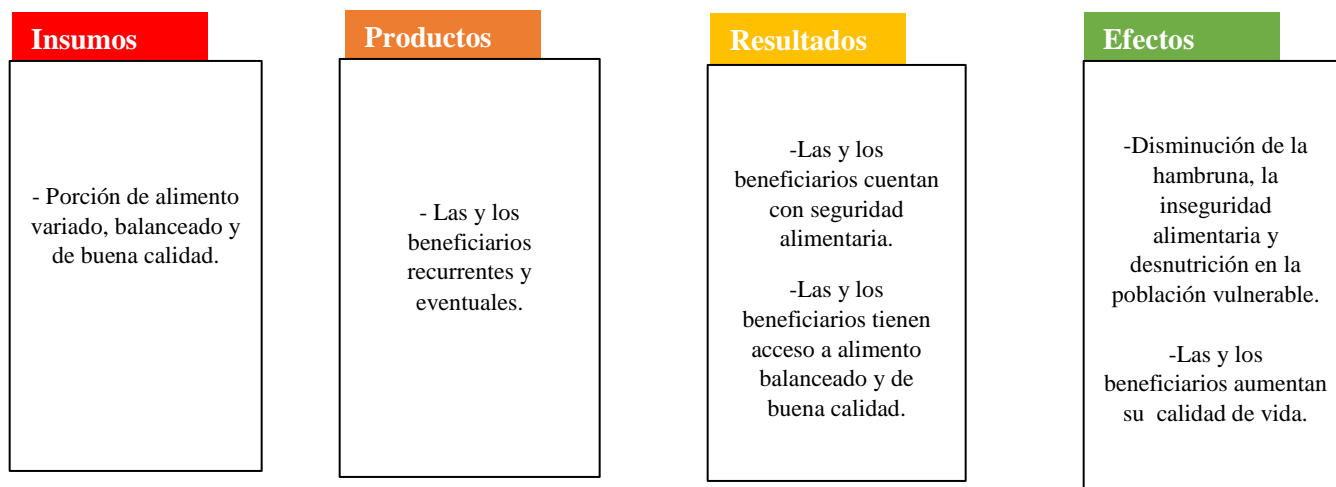 Insumos
- Porción de alimento
variado, balanceado y
de buena calidad.
Productos
- Las y los
beneficiarios
recurrentes y
eventuales.
Resultados
-Las y los
beneficiarios cuentan
con seguridad
alimentaria.
-Las y los
beneficiarios tienen
acceso a alimento
balanceado y de
buena calidad.
Efectos
-Disminución de la
hambruna, la
inseguridad
alimentaria y
desnutrición en la
población vulnerable.
-Las y los
beneficiarios aumentan
su calidad de vida.